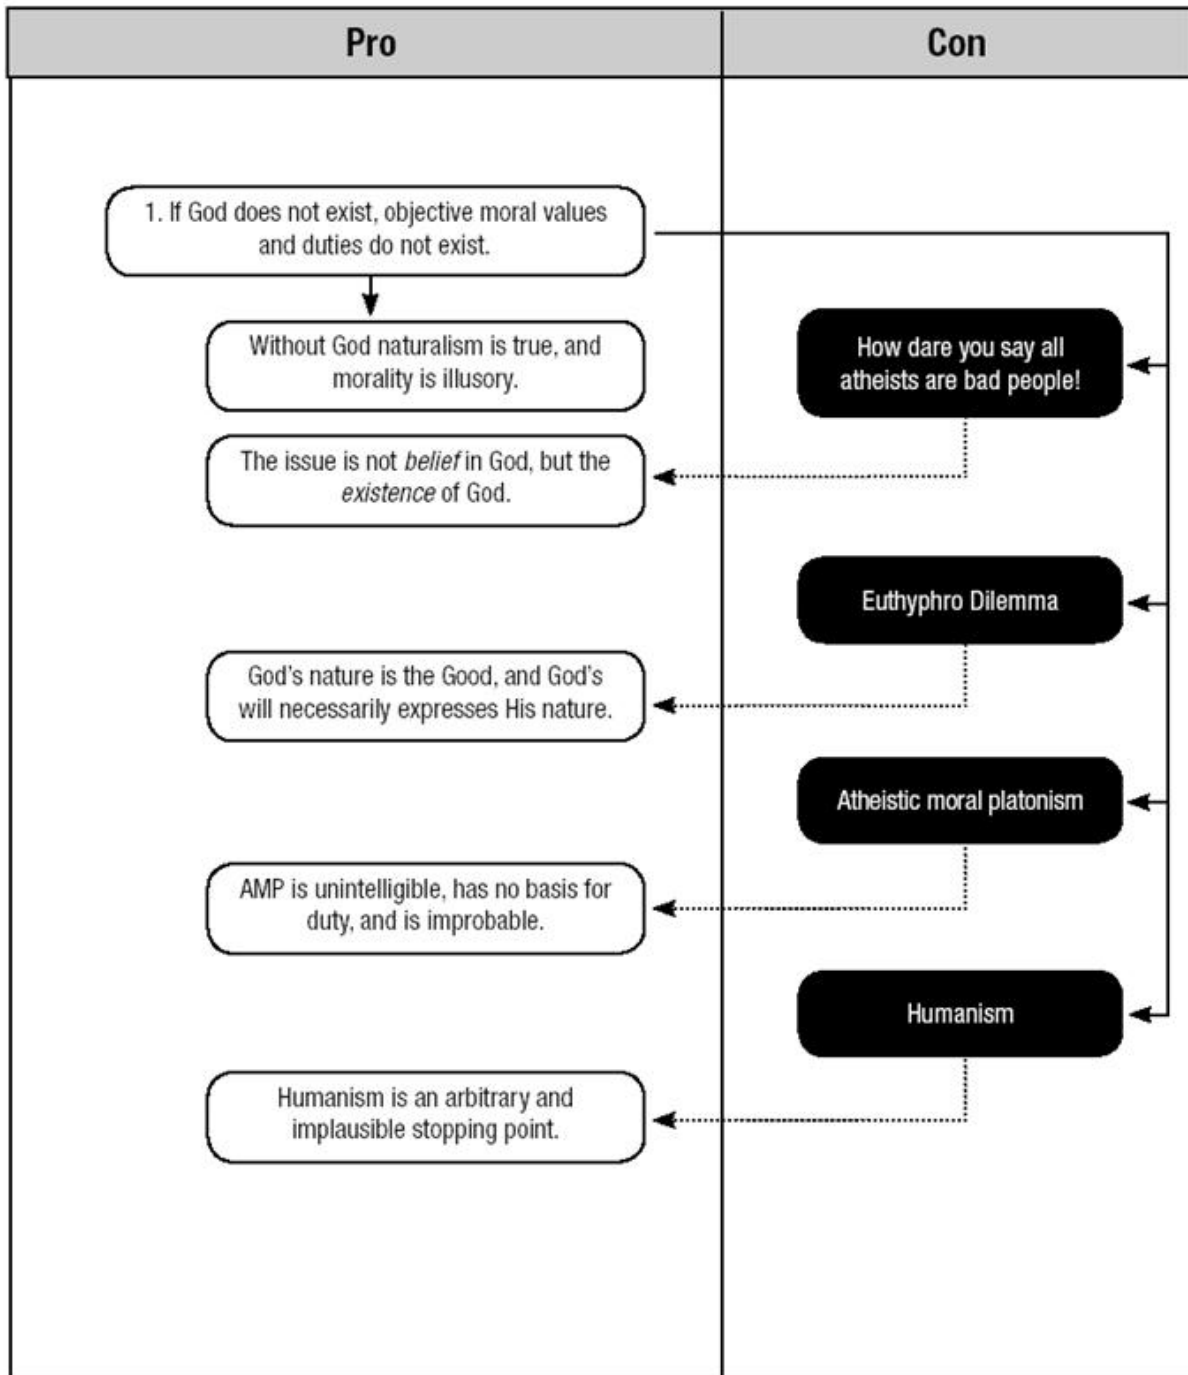 Pro
Con
1. If God does not exist, objective moral values
and duties do not exist.
Without God naturalism is true, and
morality is illusory.
How dare you say all
atheists are bad people!
The issue is not belief in God, but the
existence of God.
Euthyphro Dilemma
God's nature is the Good, and God's
will necessarily expresses His nature.
Atheistic moral platonism
AMP is unintelligible, has no basis for
duty, and is improbable.
Humanism
Humanism is an arbitrary and
implausible stopping point.